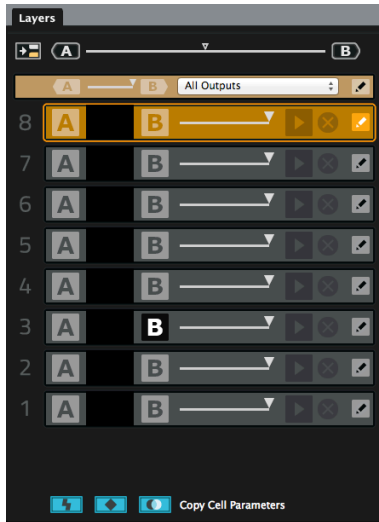 Layers
A B
A B All Outputs
8 A B
7 A B
6 A B
5 A B
4 A B
3 A B
2 A B
1 A B
Copy Cell Parameters